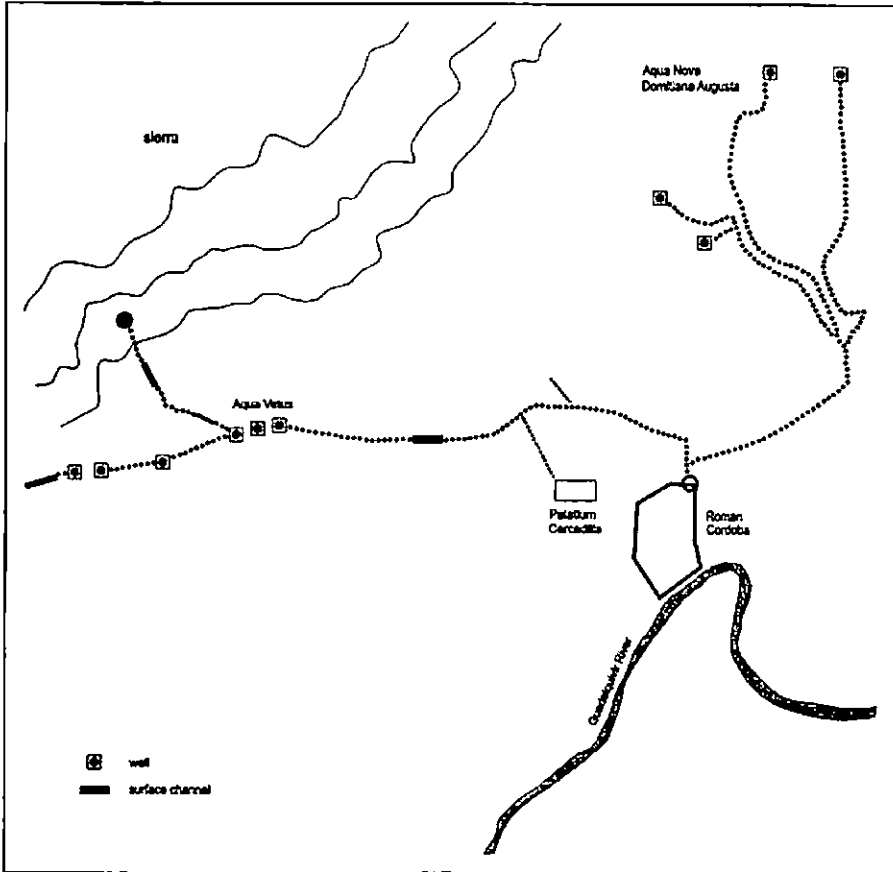 Aqua Nova
Domitiana Augusta
sierra
Aqua Vetus
Palatium
Cercadilla
Roman
Cordoba
Guadalquivir River
well
surface channel